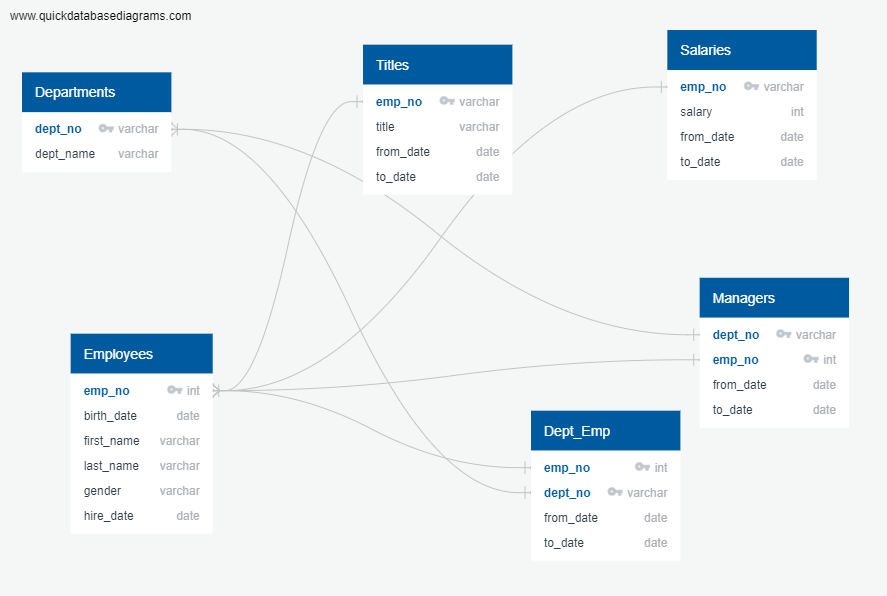 www.quickdatabasediagrams.com
Departments
dept_no varchar
dept_name varchar
Titles
emp_no varchar
title varchar
from_date date
to_date date
Salaries
emp_no varchar
salary int
from_date date
to_date date
Employees
emp_no int
birth_date date
first_name varchar
last_name varchar
gender varchar
hire_date date
Managers
dept_no varchar
emp_no int
from_date date
to_date date
Dept_Emp
emp_no int
dept_no varchar
from_date date
to_date date